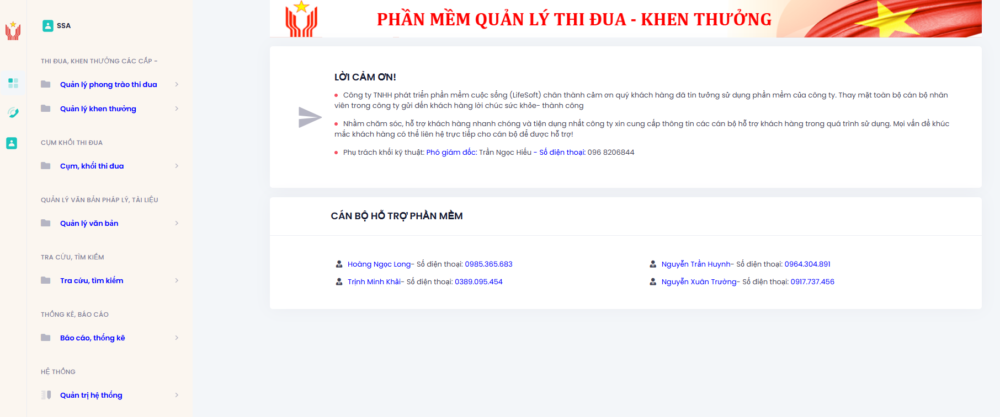 SSA
THI ĐUA, KHEN THƯỞNG CÁC CẤP -
Quản lý phong trào thi đua
Quản lý khen thưởng
CỤM KHỐI THI ĐUA
Cụm, khối thi đua
QUẢN LÝ VĂN BẢN PHÁP LÝ, TÀI LIỆU
Quản lý văn bản
TRA CỨU, TÌM KIẾM
Tra cứu, tìm kiếm
THỐNG KÊ, BÁO CÁO
Báo cáo, thống kê
HỆ THỐNG
Quản trị hệ thống
PHẦN MỀM QUẢN LÝ THI ĐUA - KHEN THƯỞNG
LỜI CẢM ƠN!
Công ty TNHH phát triển phần mềm cuộc sống (LifeSoft) chân thành cảm ơn quý khách hàng đã tin tưởng sử dụng phần mềm của công ty. Thay mặt toàn bộ cán bộ nhân
viên trong công ty gửi đến khách hàng lời chúc sức khỏe- thành công
Nhằm chăm sóc, hỗ trợ khách hàng nhanh chóng và tiện dụng nhất công ty xin cung cấp thông tin các cán bộ hỗ trợ khách hàng trong quá trình sử dụng. Mọi vấn đề khúc
mắc khách hàng có thể liên hệ trực tiếp cho cán bộ để được hỗ trợ!
Phụ trách khối kỹ thuật: Phó giám đốc: Trần Ngọc Hiếu - Số điện thoại: 096 8206844
CÁN BỘ HỖ TRỢ PHẦN MỀM
Hoàng Ngọc Long- Số điện thoại: 0985.365.683
Nguyễn Trần Huynh- Số điện thoại: 0964.304.891
Trịnh Minh Khải- Số điện thoại: 0389.095.454
Nguyễn Xuân Trường- Số điện thoại: 0917.737.456